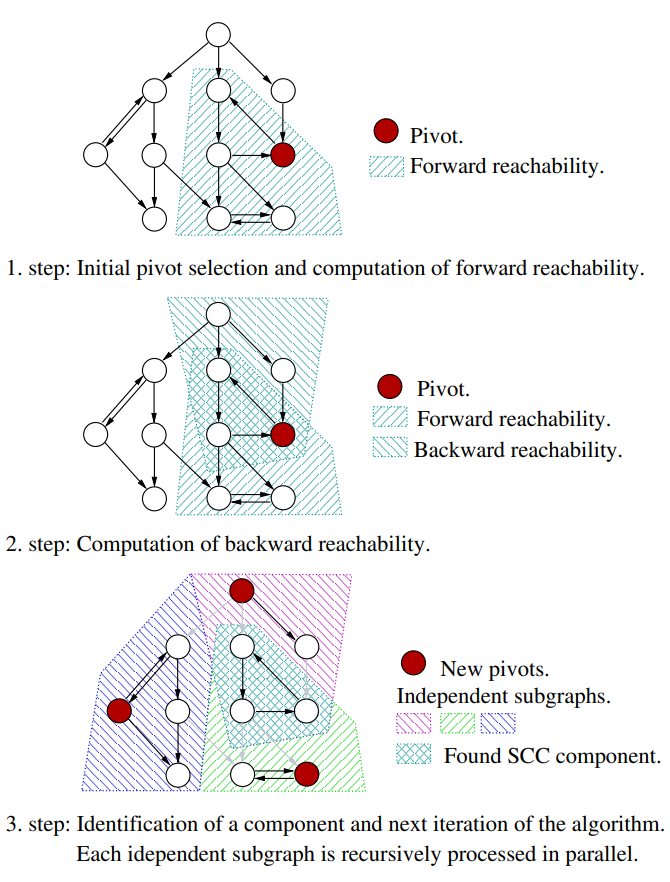 Pivot.
Forward reachability.
1. step: Initial pivot selection and computation of forward reachability.
Pivot.
Forward reachability.
Backward reachability.
2. step: Computation of backward reachability.
New pivots.
Independent subgraphs.
Found SCC component.
3. step: Identification of a component and next iteration of the algorithm.
Each idependent subgraph is recursively processed in parallel.